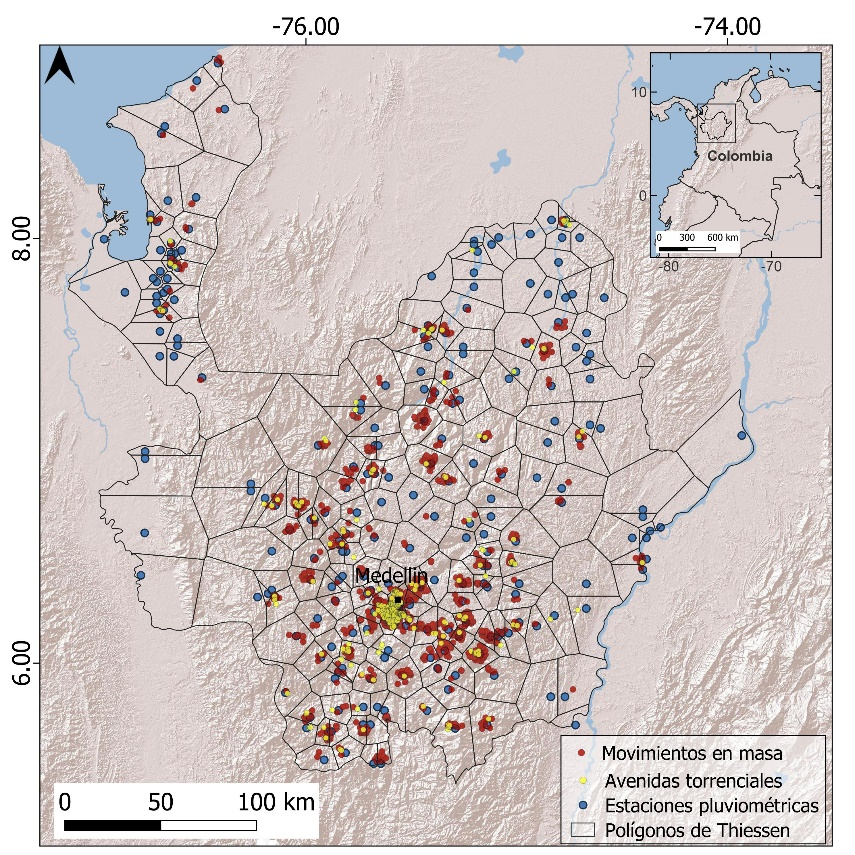 -76.00
-74.00
10
Colombia
0
0 300 600 km
-80
-70
8.00
Medellín
6.00
0 50 100 km
Movimientos en masa
Avenidas torrenciales
Estaciones pluviométricas
Polígonos de Thiessen